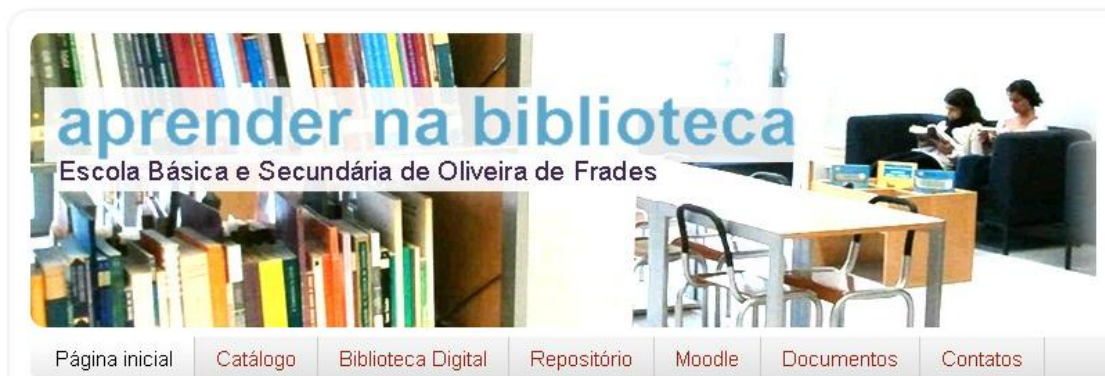 aprender na biblioteca
Escola Básica e Secundária de Oliveira de Frades
Página inicial Catálogo Biblioteca Digital Repositório Moodle Documentos Contatos